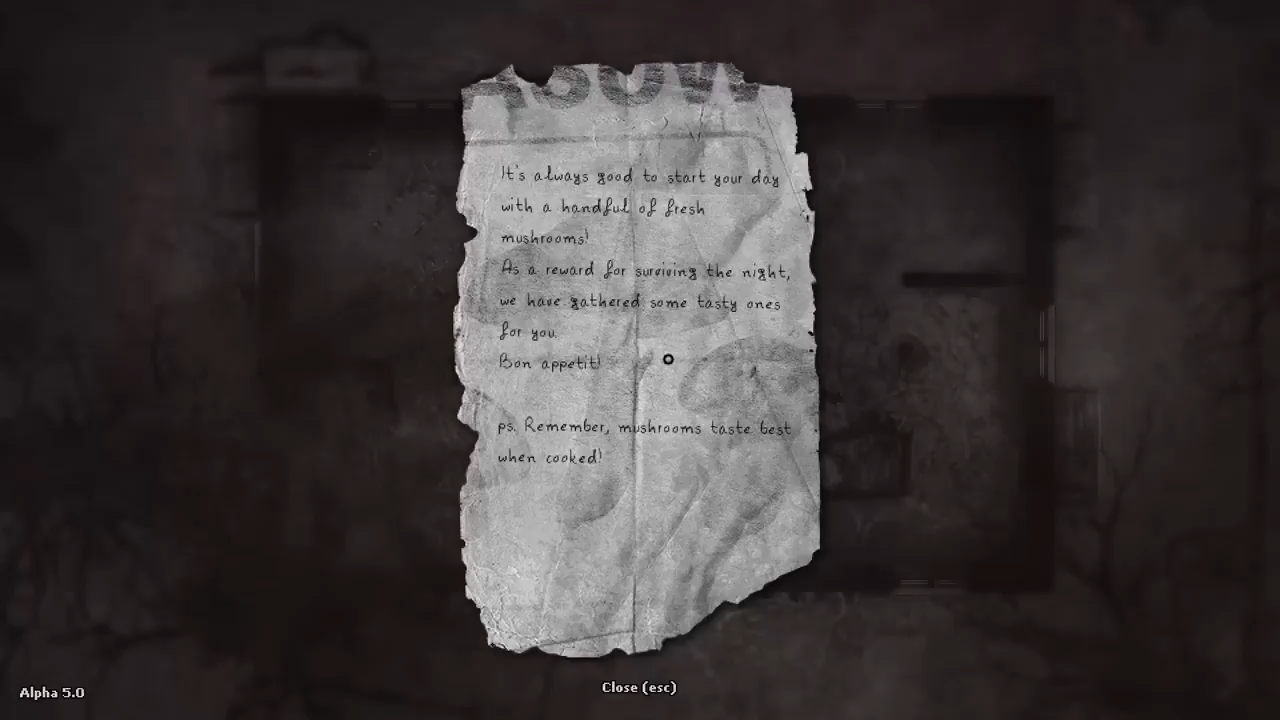 It's always good to start your day
with a handful of fresh
mushrooms!
As a reward for surviving the night,
we have gathered some tasty ones
for you.
Bon appetit!
ps. Remember, mushrooms taste best
when cooked!
Alpha 5.0
Close (esc)